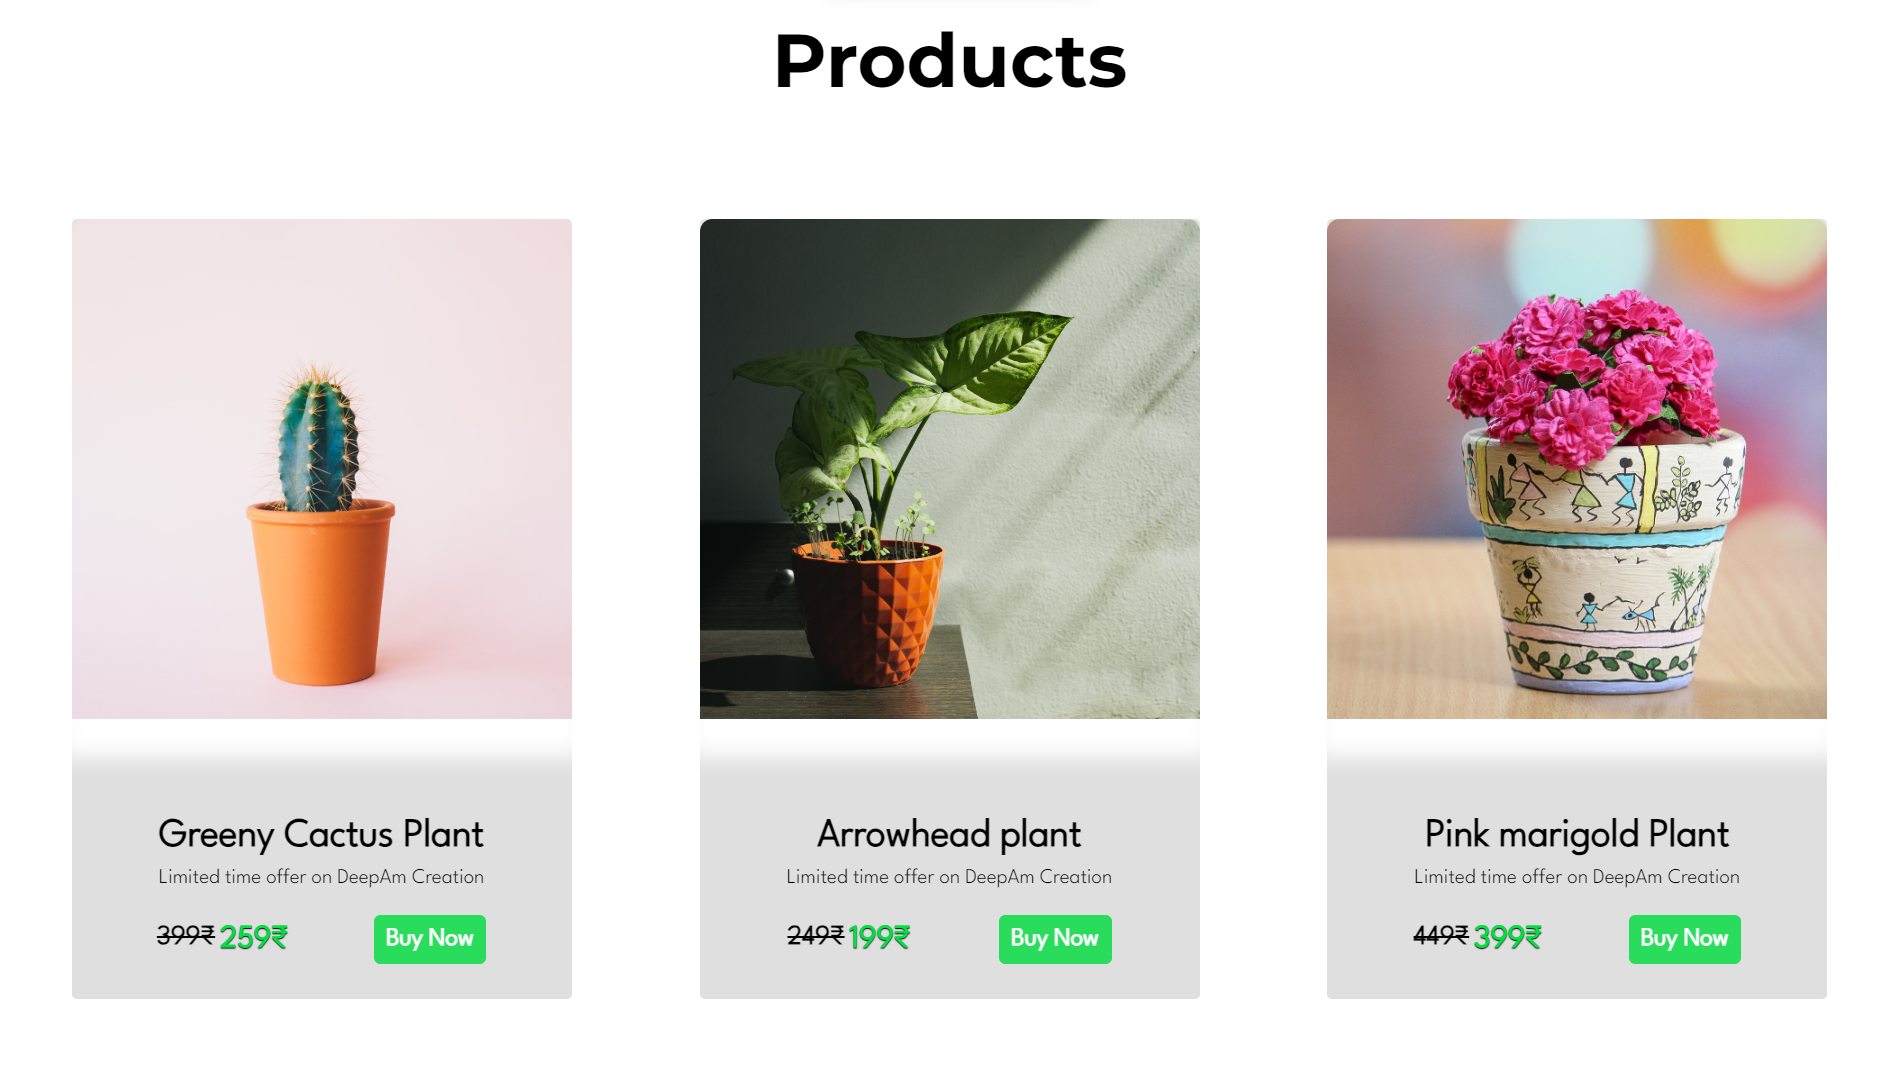 Products
Greeny Cactus Plant
Limited time offer on DeepAm Creation
399₹ 259₹ Buy Now
Arrowhead plant
Limited time offer on DeepAm Creation
249₹ 199₹ Buy Now
Pink marigold Plant
Limited time offer on DeepAm Creation
449₹ 399₹ Buy Now